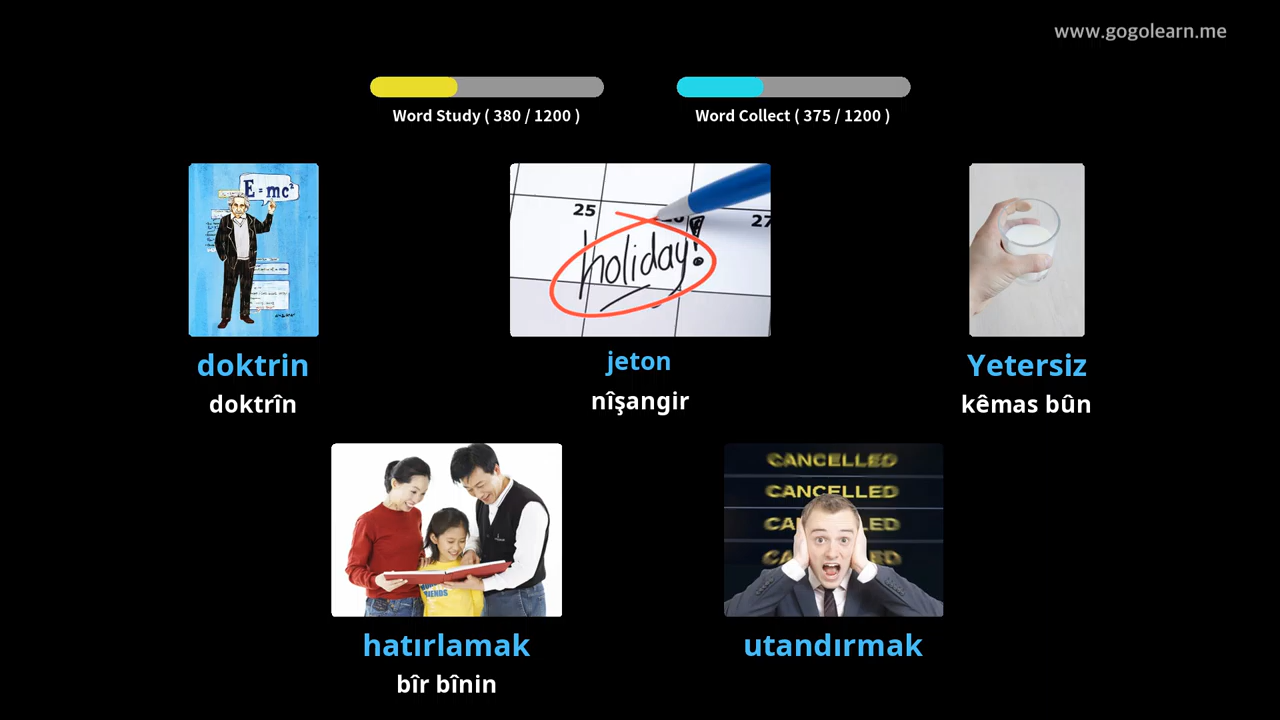 www.gogolearn.me
Word Study ( 380 / 1200 )
Word Collect ( 375 / 1200 )
E=mc²
25
27
holiday!
doktrin
doktrîn
jeton
nîşangir
Yetersiz
kêmas bûn
CANCELLED
CANCELLED
hatırlamak
bîr bînin
utandırmak